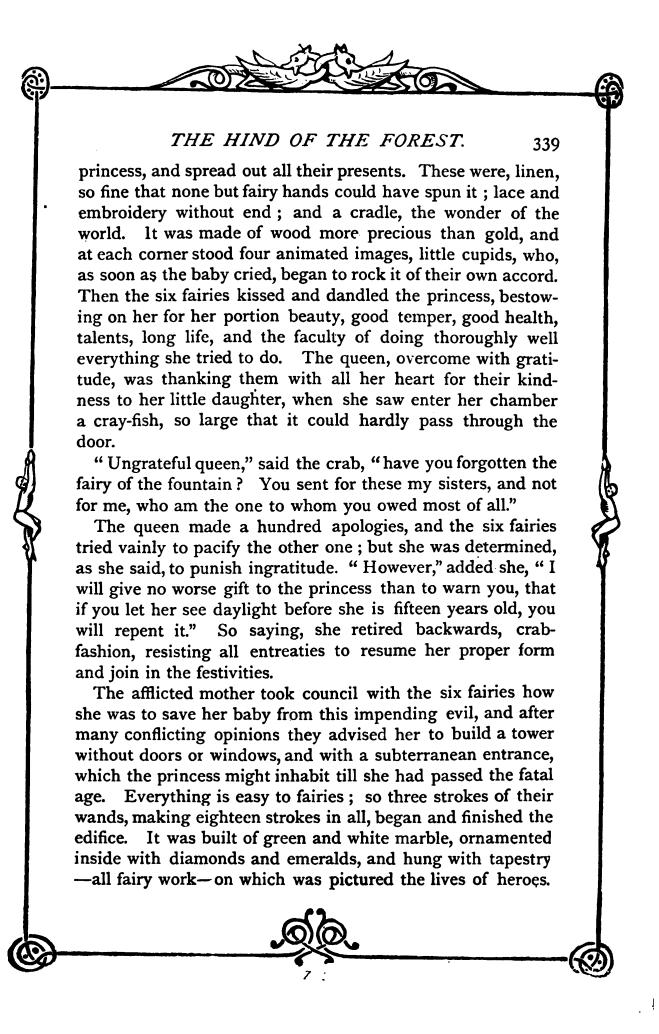 THE HIND OF THE FOREST. 339
princess, and spread out all their presents. These were, linen,
so fine that none but fairy hands could have spun it ; lace and
embroidery without end ; and a cradle, the wonder of the
world. It was made of wood more precious than gold, and
at each corner stood four animated images, little cupids, who,
as soon as the baby cried, began to rock it of their own accord.
Then the six fairies kissed and dandled the princess, bestow-
ing on her for her portion beauty, good temper, good health,
talents, long life, and the faculty of doing thoroughly well
everything she tried to do. The queen, overcome with grati-
tude, was thanking them with all her heart for their kind-
ness to her little daughter, when she saw enter her chamber
a cray-fish, so large that it could hardly pass through the
door.
“ Ungrateful queen,” said the crab, “ have you forgotten the
fairy of the fountain ? You sent for these my sisters, and not
for me, who am the one to whom you owed most of all.”
The queen made a hundred apologies, and the six fairies
tried vainly to pacify the other one ; but she was determined,
as she said, to punish ingratitude. “ However,” added she, “ I
will give no worse gift to the princess than to warn you, that
if you let her see daylight before she is fifteen years old, you
will repent it.” So saying, she retired backwards, crab-
fashion, resisting all entreaties to resume her proper form
and join in the festivities.
The afflicted mother took council with the six fairies how
she was to save her baby from this impending evil, and after
many conflicting opinions they advised her to build a tower
without doors or windows, and with a subterranean entrance,
which the princess might inhabit till she had passed the fatal
age. Everything is easy to fairies ; so three strokes of their
wands, making eighteen strokes in all, began and finished the
edifice. It was built of green and white marble, ornamented
inside with diamonds and emeralds, and hung with tapestry
—all fairy work—on which was pictured the lives of heroes.